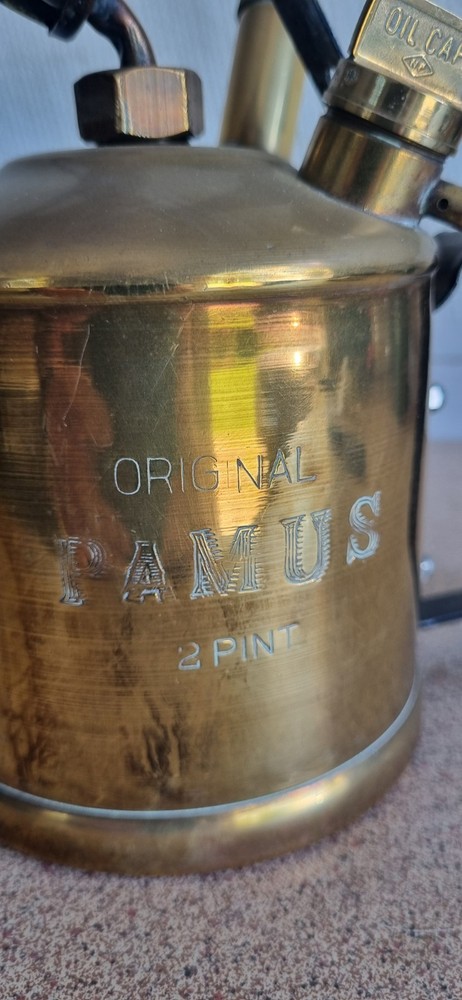 OIL CAP
ORIGINAL
PAMUS
2 PINT